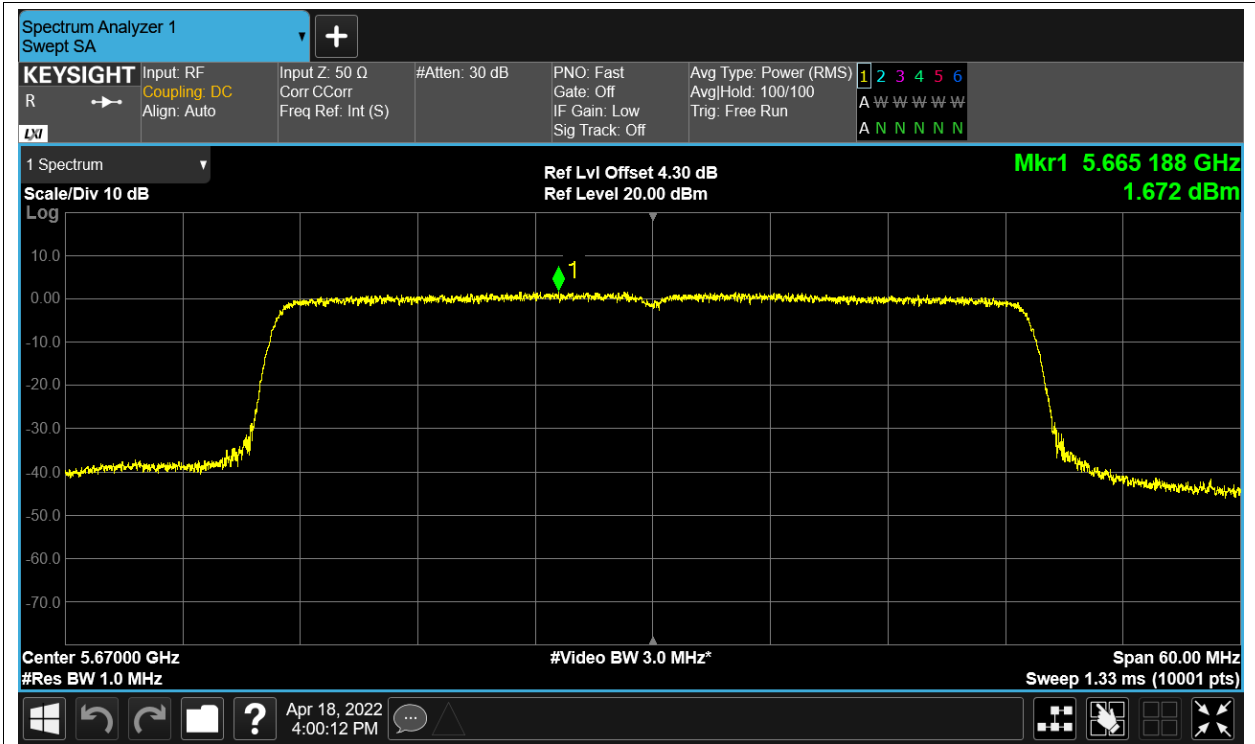 Spectrum Analyzer 1
Swept SA
+
KEYSIGHT
R
LXI
Input: RF
Coupling: DC
Align: Auto
Input Z: 50 Ω
Corr CCorr
Freq Ref: Int (S)
#Atten: 30 dB
PNO: Fast
Gate: Off
IF Gain: Low
Sig Track: Off
Avg Type: Power (RMS)
Avg|Hold: 100/100
Trig: Free Run
1 2 3 4 5 6
A W W W W W
A N N N N N
1 Spectrum
Scale/Div 10 dB
Log
Ref Lvl Offset 4.30 dB
Ref Level 20.00 dBm
Mkr1 5.665 188 GHz
1.672 dBm
1
10.0
0.00
-10.0
-20.0
-30.0
-40.0
-50.0
-60.0
-70.0
Center 5.67000 GHz
#Res BW 1.0 MHz
#Video BW 3.0 MHz*
Span 60.00 MHz
Sweep 1.33 ms (10001 pts)
?
Apr 18, 2022
4:00:12 PM